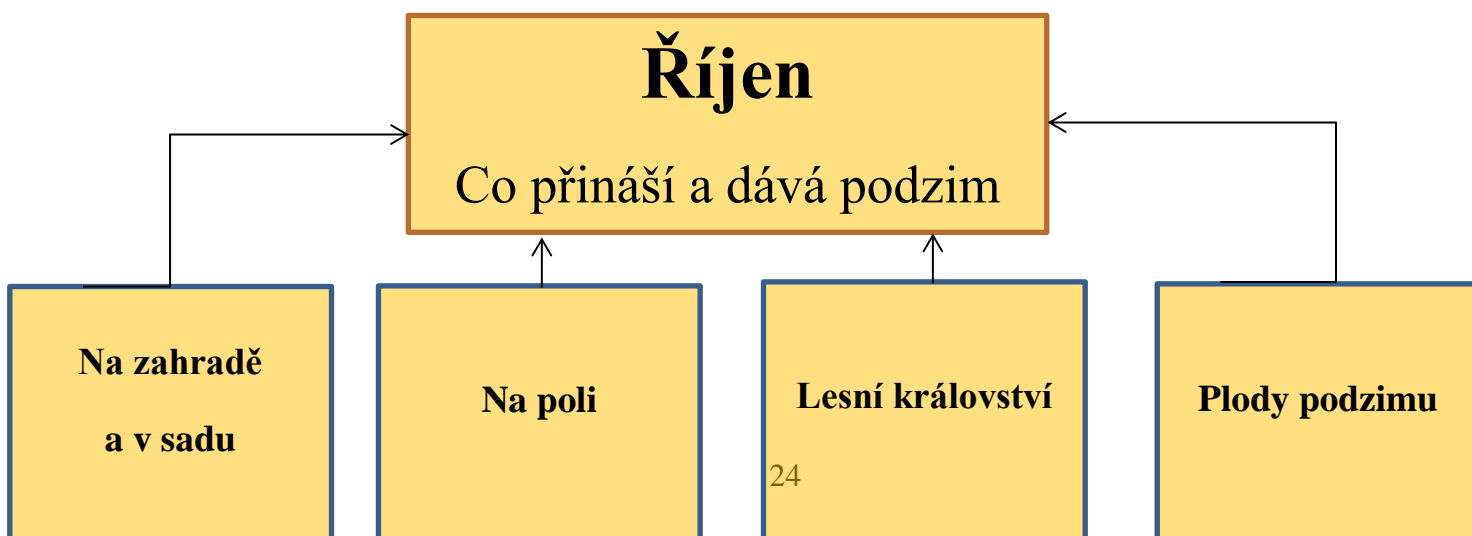 Říjen
Co přináší a dává podzim
Na zahradě
a v sadu
Na poli
Lesní království
Plody podzimu
24